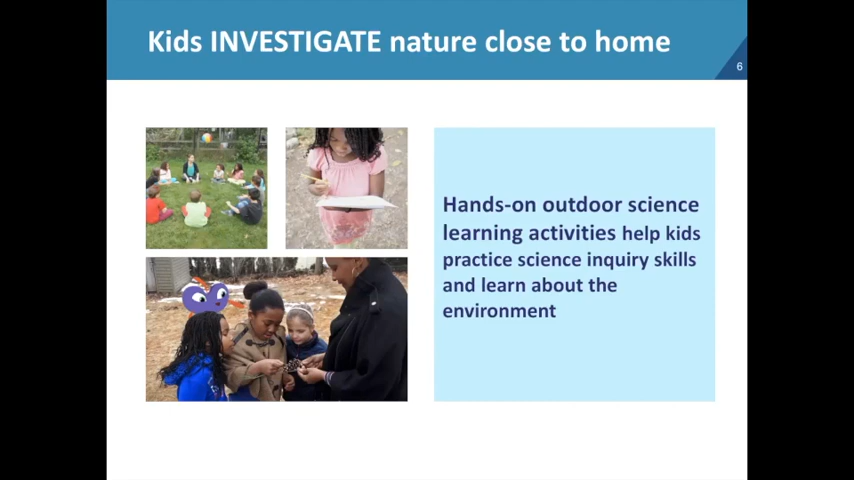 Kids INVESTIGATE nature close to home
6
Hands-on outdoor science
learning activities help kids
practice science inquiry skills
and learn about the
environment